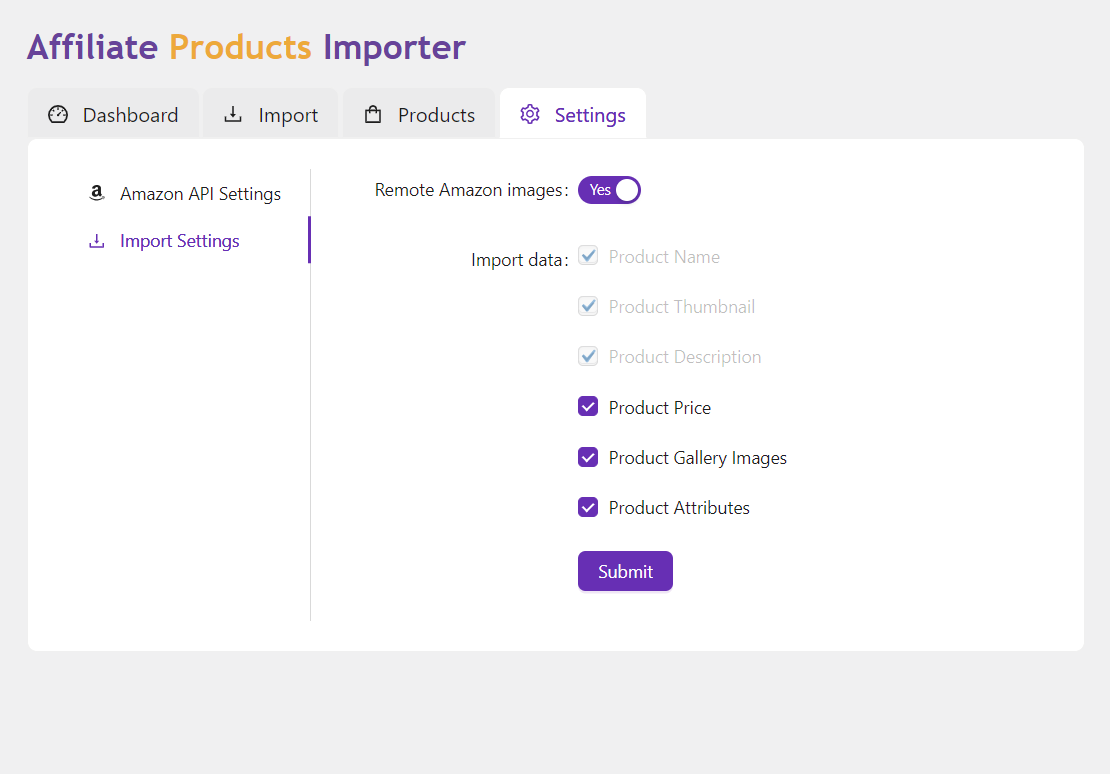 Affiliate Products Importer
Dashboard
Import
Products
Settings
Amazon API Settings
Import Settings
Remote Amazon images: Yes
Import data:
Product Name
Product Thumbnail
Product Description
Product Price
Product Gallery Images
Product Attributes
Submit